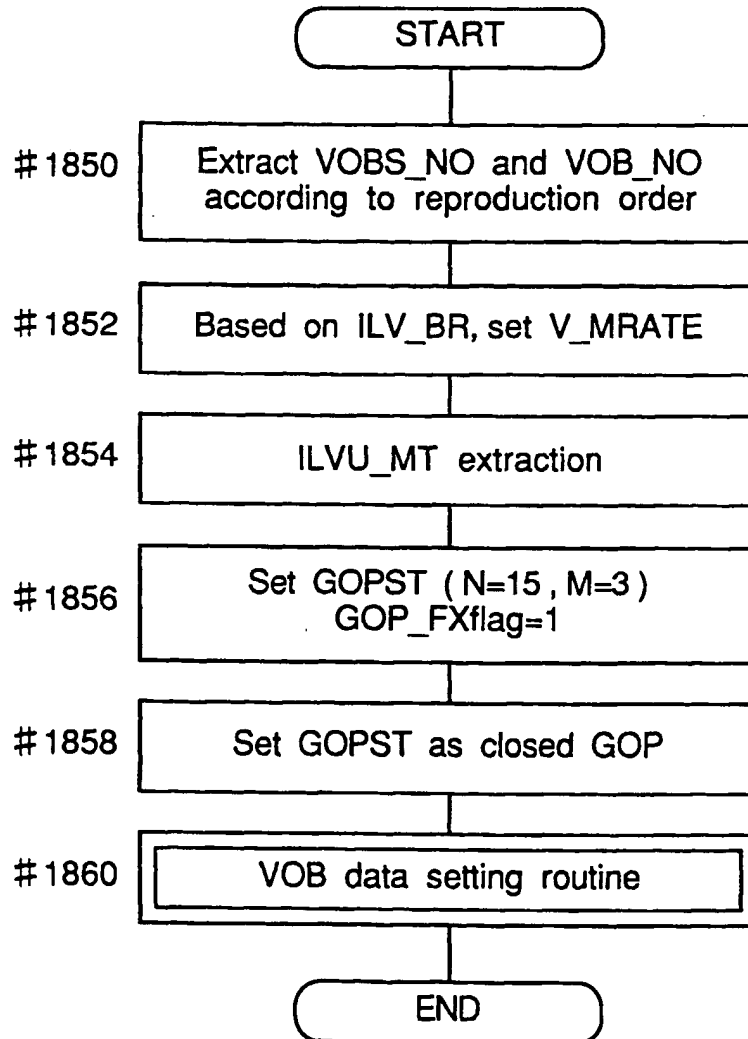 START
#1850
Extract VOBS_NO and VOB_NO
according to reproduction order
#1852
Based on ILV_BR, set V_MRATE
#1854
ILVU_MT extraction
#1856
Set GOPST (N=15, M=3)
GOP_FXflag=1
#1858
Set GOPST as closed GOP
#1860
VOB data setting routine
END